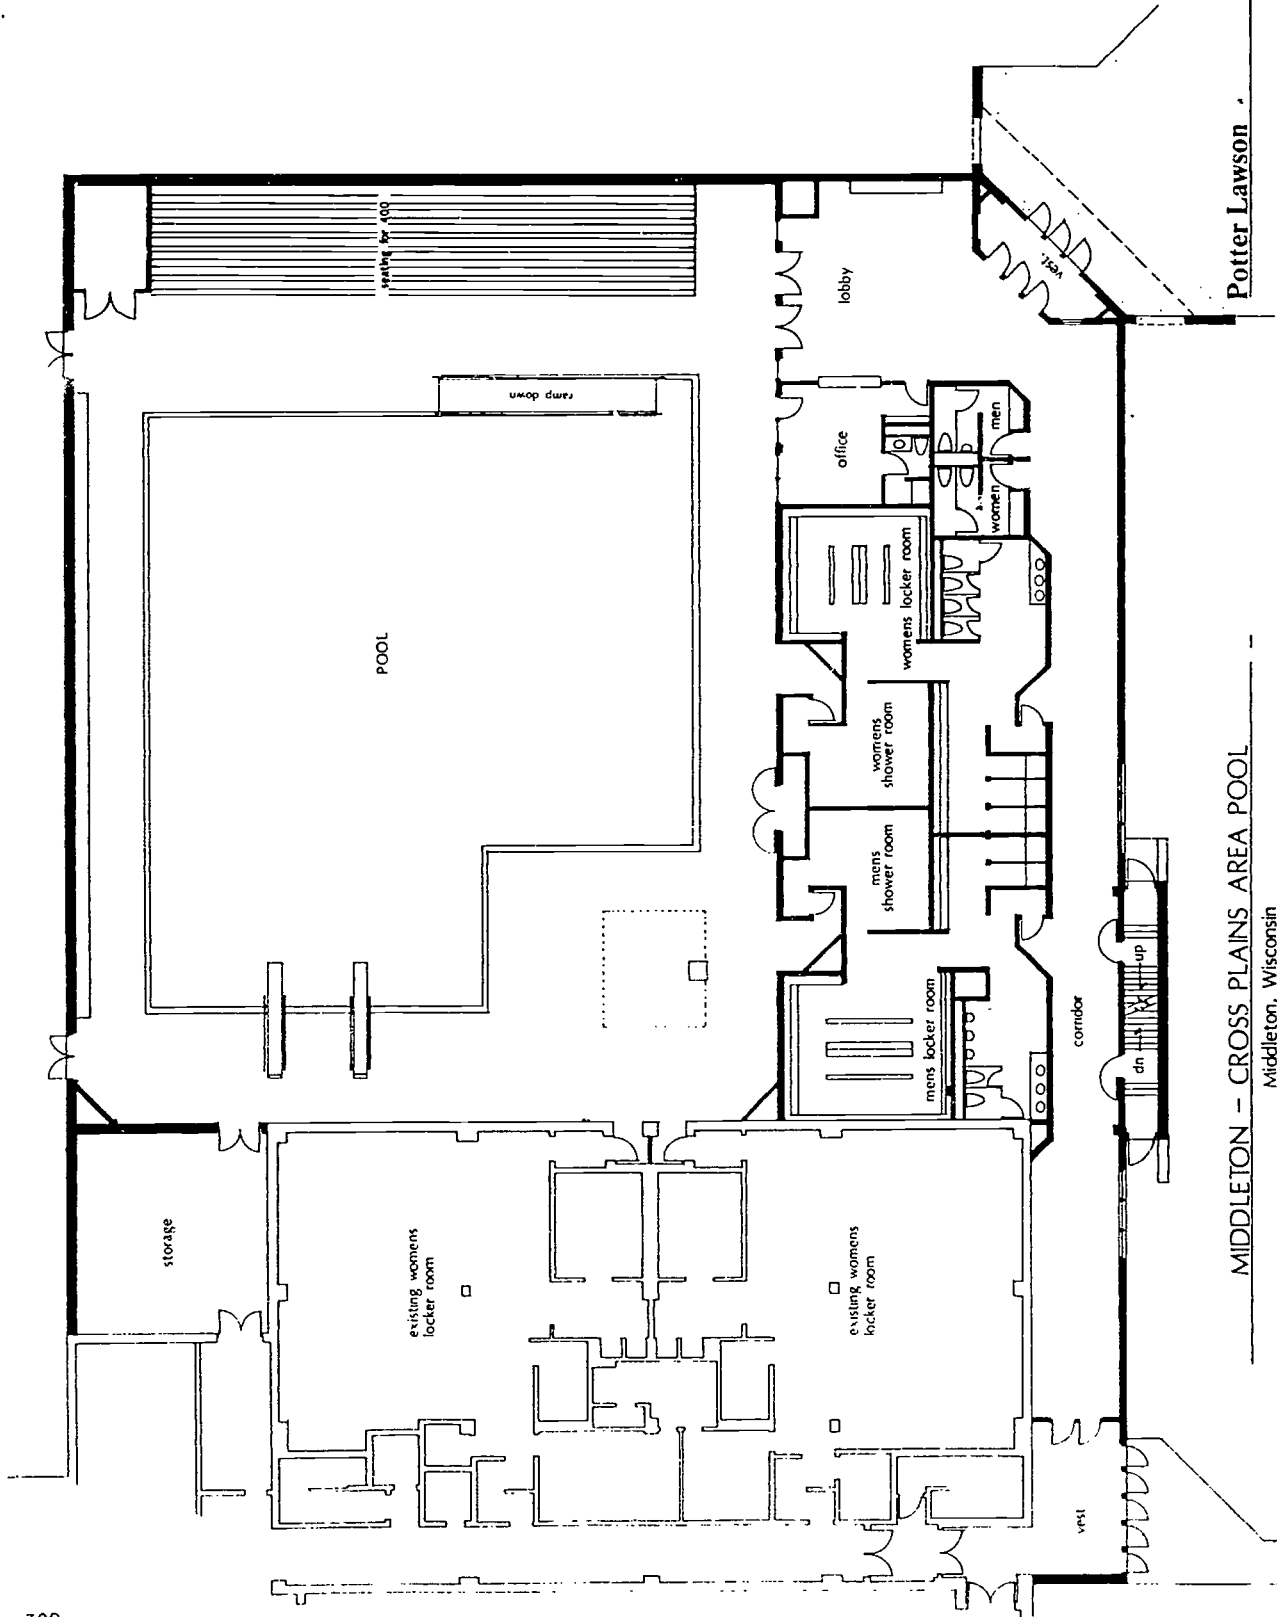 seating for 400
ramp down
POOL
lobby
vest.
office
men
women
womens locker room
womens
shower room
mens
shower room
mens locker room
corridor
up
dn
storage
existing womens
locker room
existing womens
locker room
vest
Potter Lawson
MIDDLETON – CROSS PLAINS AREA POOL
Middleton, Wisconsin